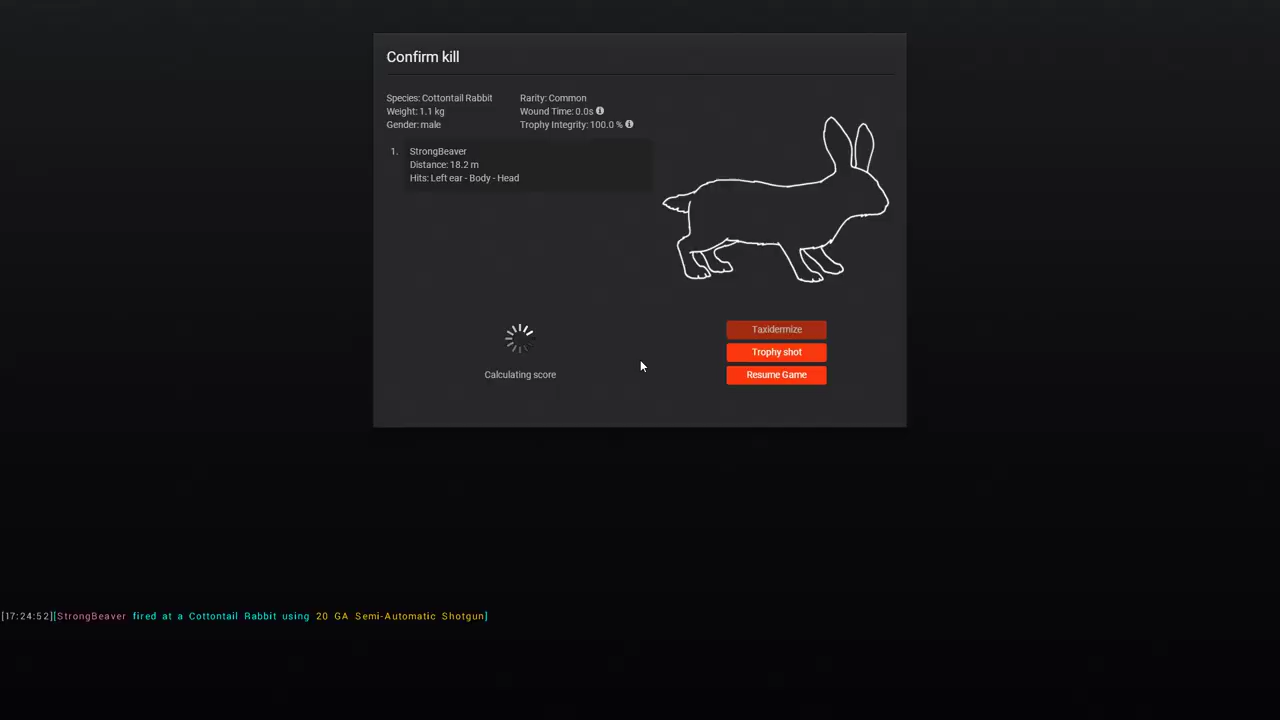 Confirm kill
Species: Cottontail Rabbit
Weight: 1.1 kg
Gender: male
Rarity: Common
Wound Time: 0.0s
Trophy Integrity: 100.0 %
1. StrongBeaver
Distance: 18.2 m
Hits: Left ear - Body - Head
Calculating score
Taxidermize
Trophy shot
Resume Game
[17:24:52][StrongBeaver fired at a Cottontail Rabbit using 20 GA Semi-Automatic Shotgun]